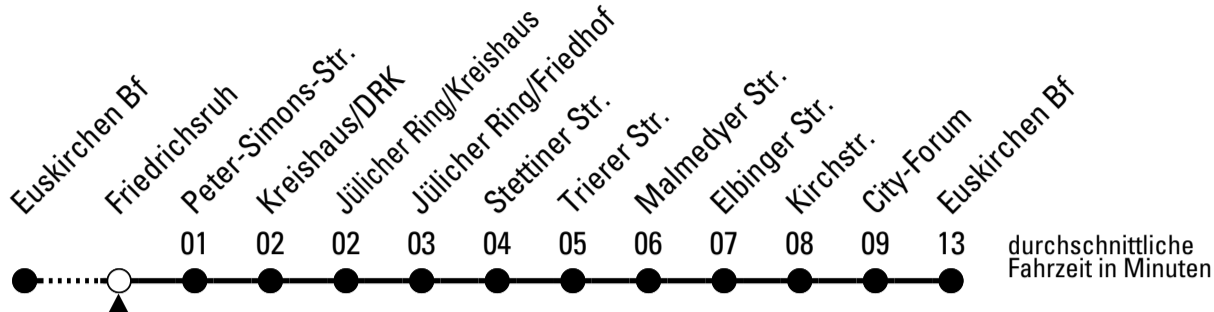 Euskirchen Bf
Friedrichsruh
Peter-Simons-Str.
Kreishaus/DRK
Jülicher Ring/Kreishaus
Jülicher Ring/Friedhof
Stettiner Str.
Trierer Str.
Malmedyer Str.
Elbinger Str.
Kirchstr.
City-Forum
Euskirchen Bf
01 02 02 03 04 05 06 07 08 09 13
durchschnittliche
Fahrzeit in Minuten